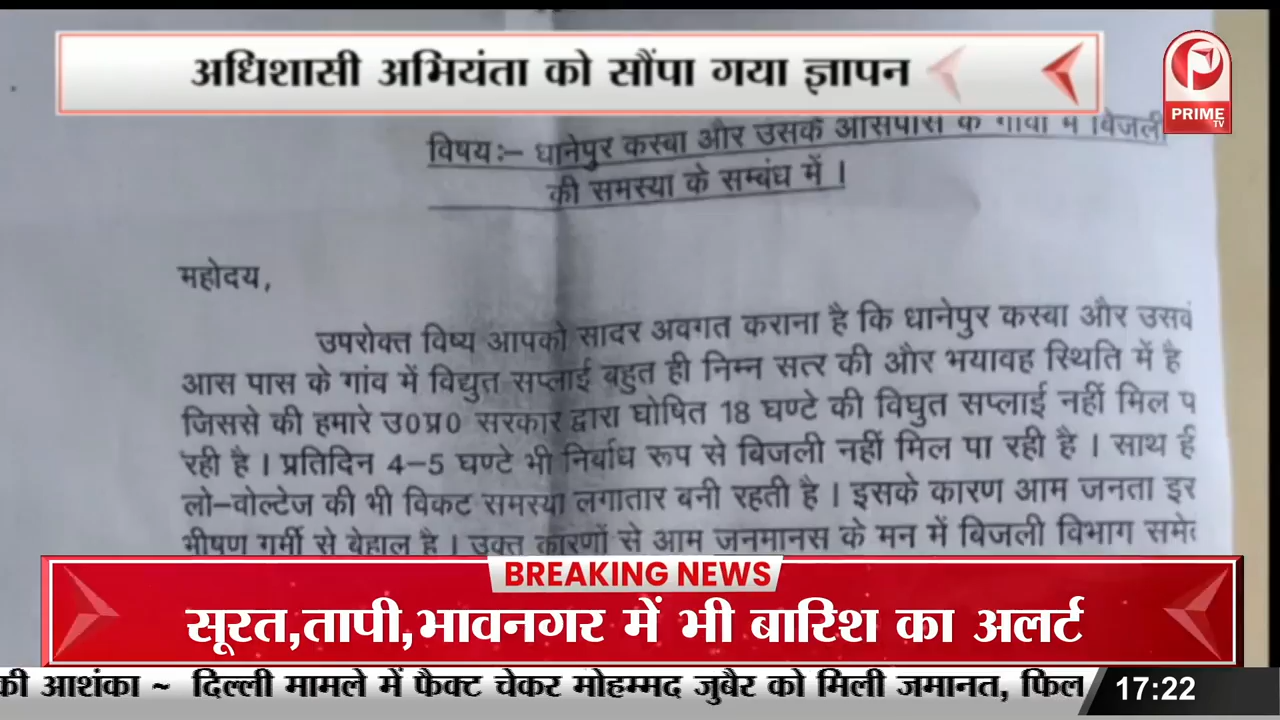 अधिशासी अभियंता को सौंपा गया ज्ञापन
PRIME
TV
विषयः– धानेपुर कस्बा और उसके आसपास के गांवों में बिजली
की समस्या के सम्बंध में ।
महोदय,
उपरोक्त विष्य आपको सादर अवगत कराना है कि धानेपुर कस्बा और
आस पास के गांव में विद्युत सप्लाई बहुत ही निम्न सत्र की और भयावह स्थिति में है
जिससे की हमारे उ0प्र0 सरकार द्वारा घोषित 18 घण्टे की विघुत सप्लाई नहीं मिल
रही है । प्रतिदिन 4–5 घण्टे भी निर्बाध रूप से बिजली नहीं मिल पा रही है । साथ
लो–वोल्टेज की भी विकट समस्या लगातार बनी रहती है । इसके कारण आम जनता
भीषण गर्मी से बेहाल है । उक्त कारणों से आम जनमानस के मन में बिजली विभाग
BREAKING NEWS
सूरत,तापी,भावनगर में भी बारिश का अलर्ट
की आशंका ~ दिल्ली मामले में फैक्ट चेकर मोहम्मद जुबैर को मिली जमानत, फिल
17:22